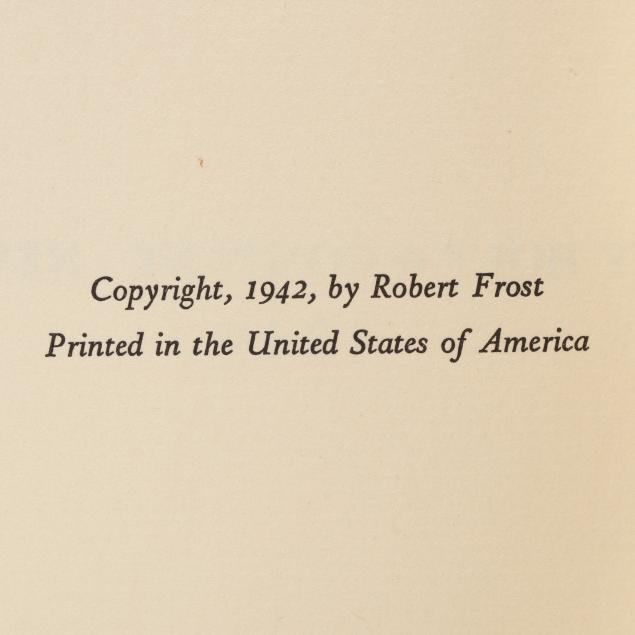 Copyright, 1942, by Robert Frost
Printed in the United States of America